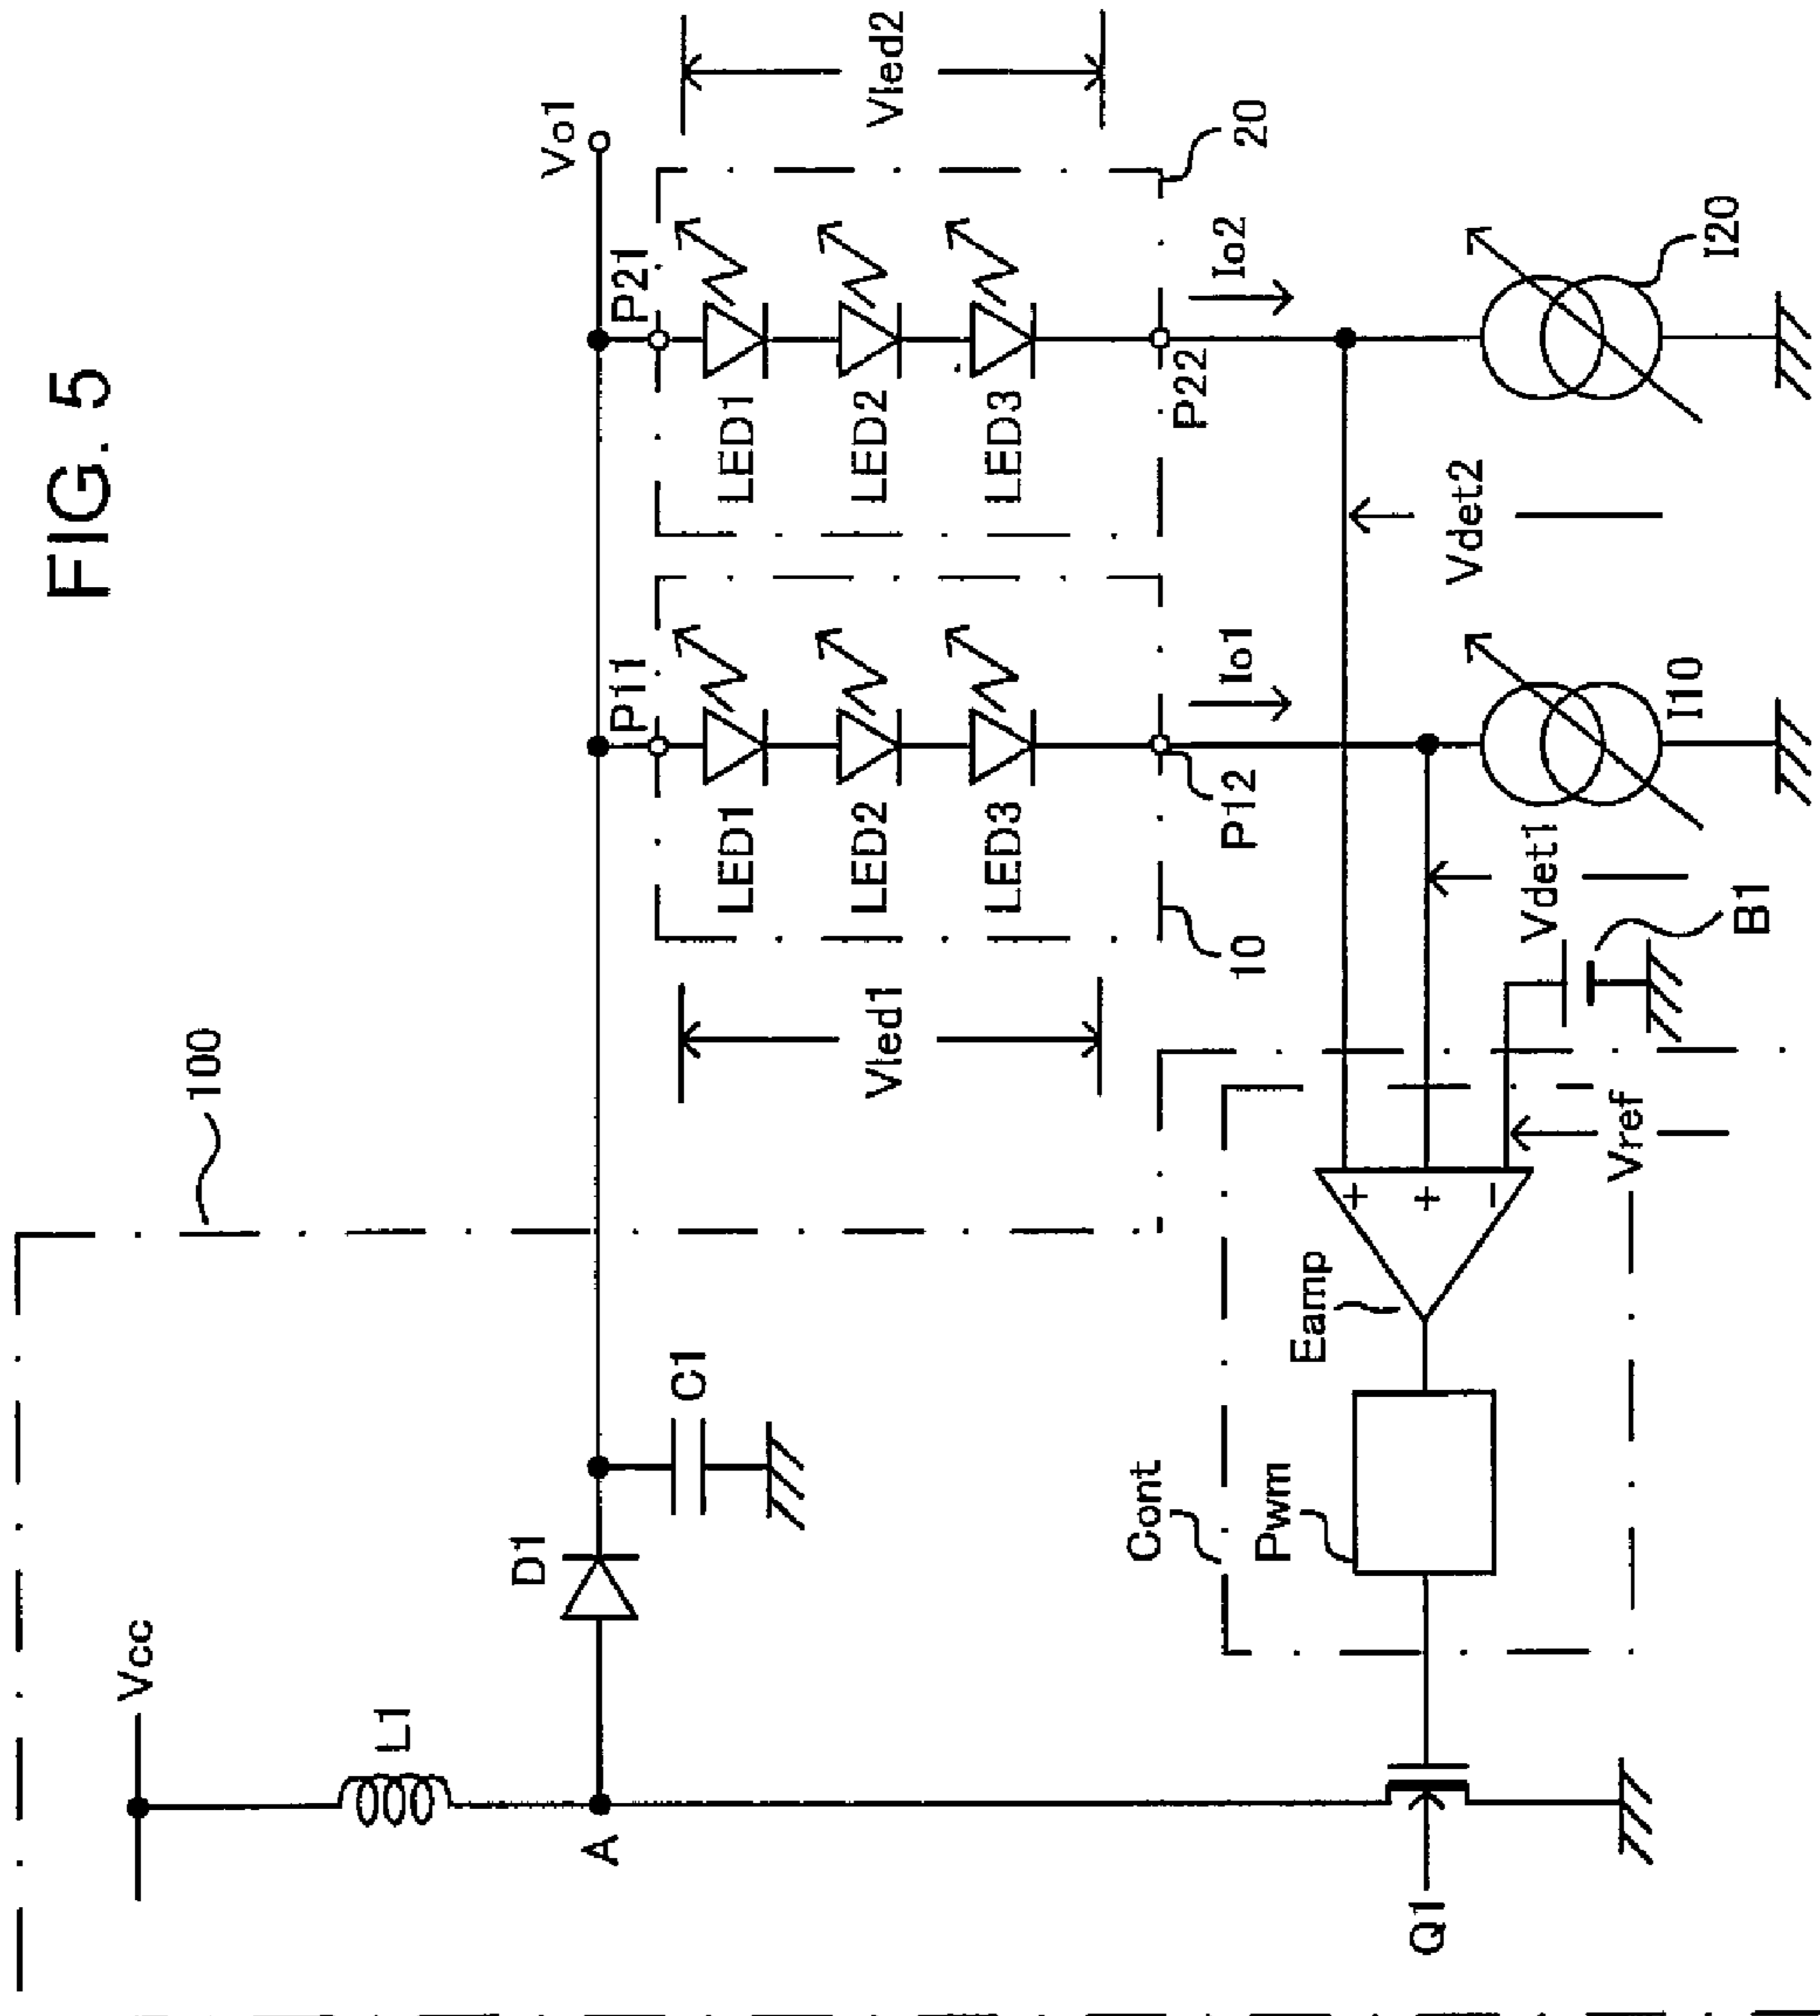 FIG. 5
100
Vcc
L1
A
D1
C1
Vo1
P11
P21
LED1
LED2
LED3
LED1
LED2
LED3
Vled1
Vled2
10
20
P12
P22
Io1
Io2
Vdet1
Vdet2
I10
I20
B1
Vref
Cont
Pwm
Eamp
+
+
−
Q1